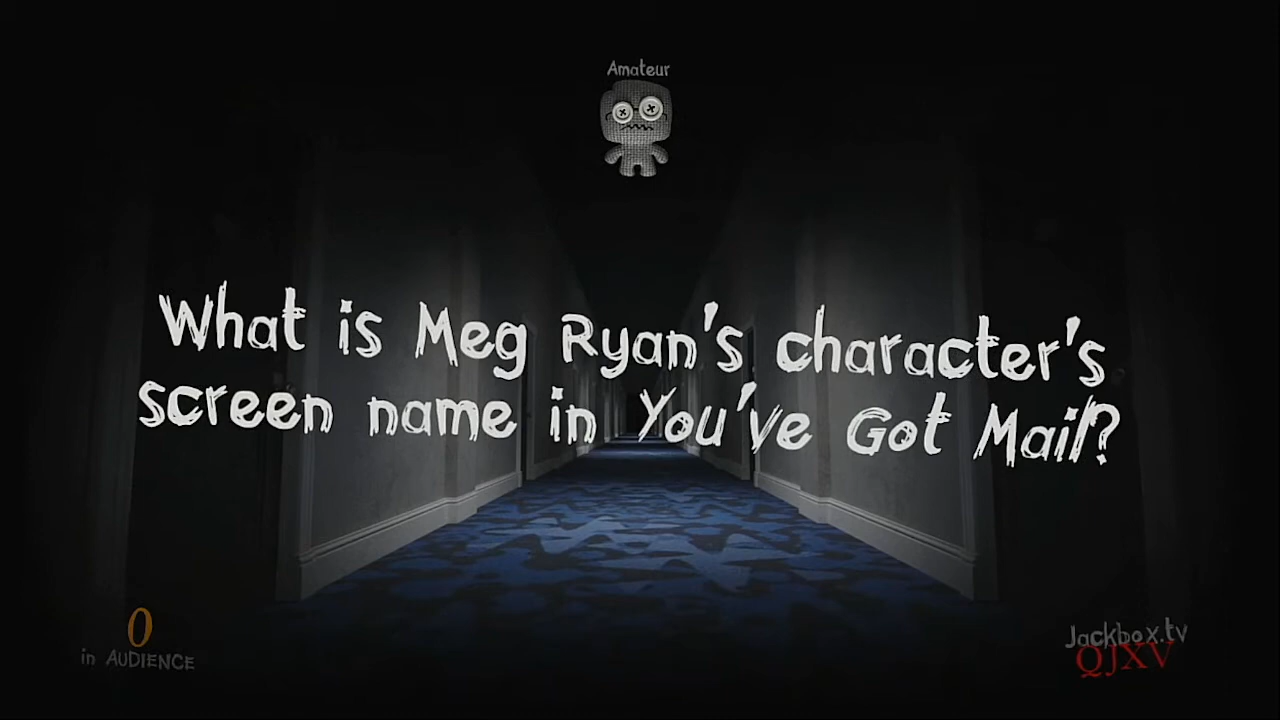 Amateur
What is Meg Ryan's character's
screen name in You've Got Mail?
0
in AUDIENCE
Jackbox.tv
QJXV